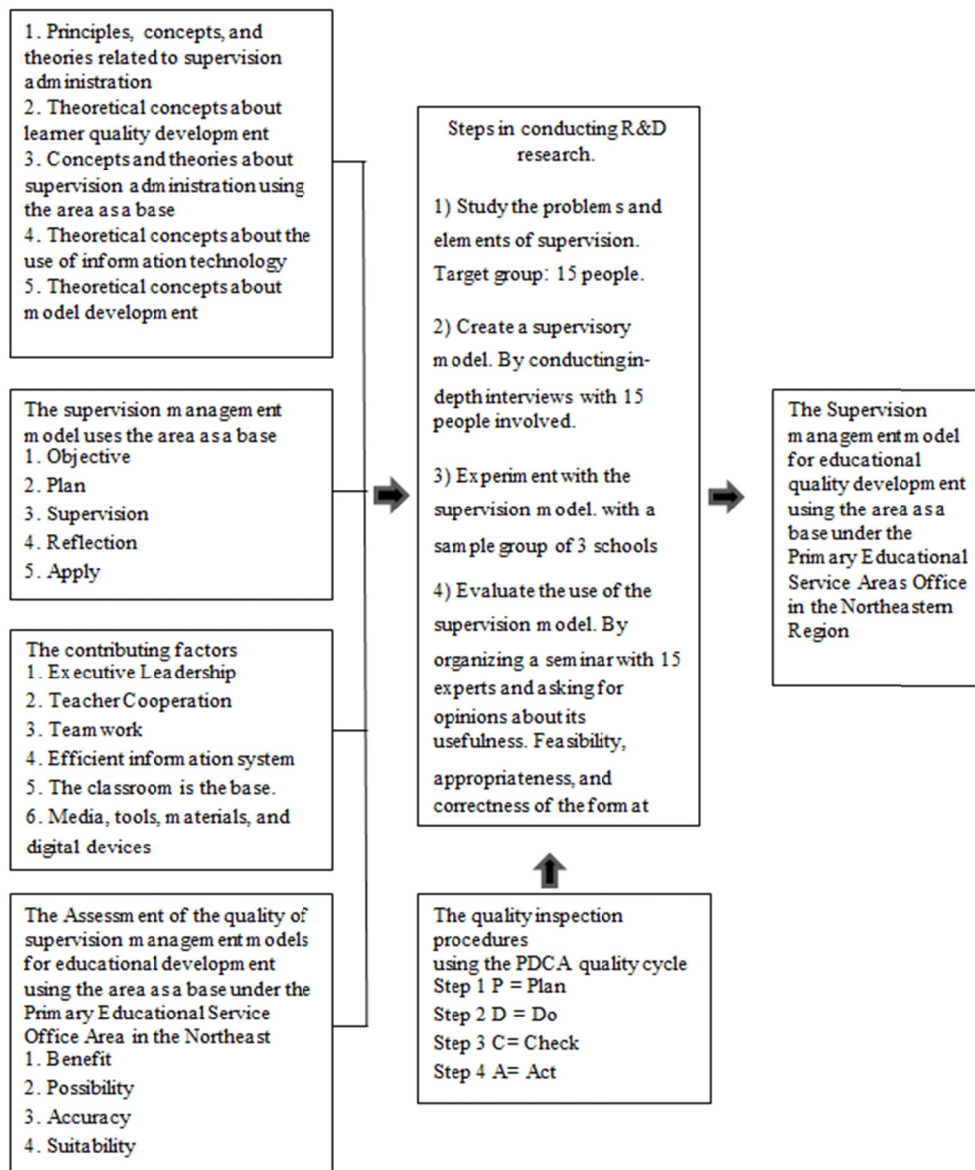 1. Principles, concepts, and
theories related to supervision
administration
2. Theoretical concepts about
learner quality development
3. Concepts and theories about
supervision administration using
the area as a base
4. Theoretical concepts about the
use of information technology
5. Theoretical concepts about
model development
The supervision management
model uses the area as a base
1. Objective
2. Plan
3. Supervision
4. Reflection
5. Apply
The contributing factors
1. Executive Leadership
2. Teacher Cooperation
3. Teamwork
4. Efficient information system
5. The classroom is the base.
6. Media, tools, materials, and
digital devices
The Assessment of the quality of
supervision management models
for educational development
using the area as a base under the
Primary Educational Service
Office Area in the Northeast
1. Benefit
2. Possibility
3. Accuracy
4. Suitability
Steps in conducting R&D
research.
1) Study the problems and
elements of supervision.
Target group: 15 people.
2) Create a supervisory
model. By conducting in-
depth interviews with 15
people involved.
3) Experiment with the
supervision model. with a
sample group of 3 schools
4) Evaluate the use of the
supervision model. By
organizing a seminar with 15
experts and asking for
opinions about its
usefulness. Feasibility,
appropriateness, and
correctness of the format
The quality inspection
procedures
using the PDCA quality cycle
Step 1 P = Plan
Step 2 D = Do
Step 3 C= Check
Step 4 A= Act
The Supervision
management model
for educational
quality development
using the area as a
base under the
Primary Educational
Service Areas Office
in the Northeastern
Region